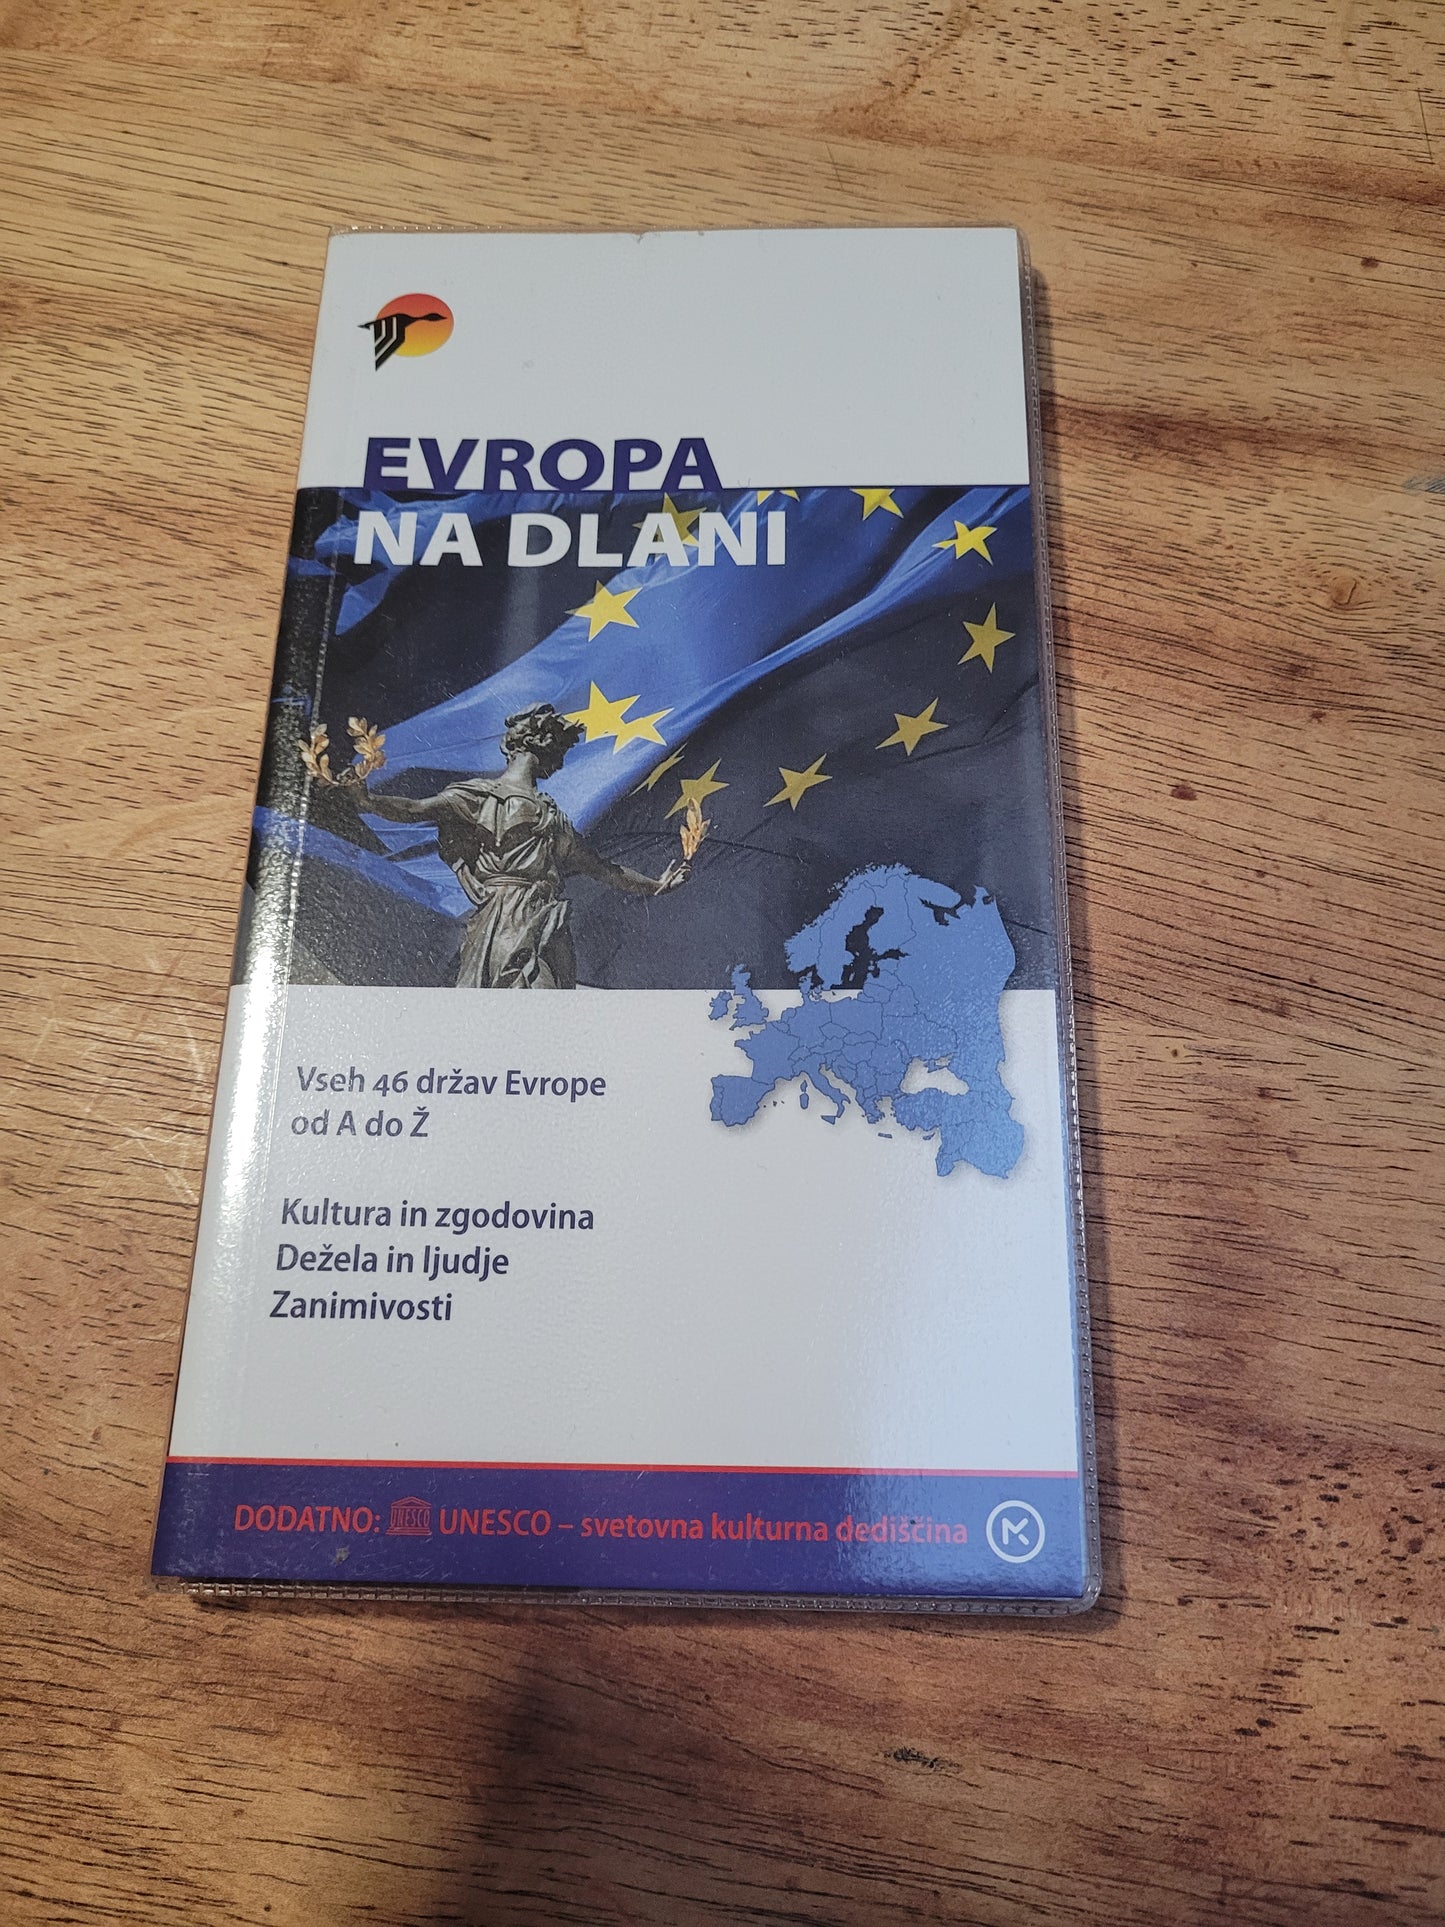 EVROPA
NA DLANI
Vseh 46 držav Evrope
od A do Ž
Kultura in zgodovina
Dežela in ljudje
Zanimivosti
DODATNO: UNESCO UNESCO – svetovna kulturna dediščina